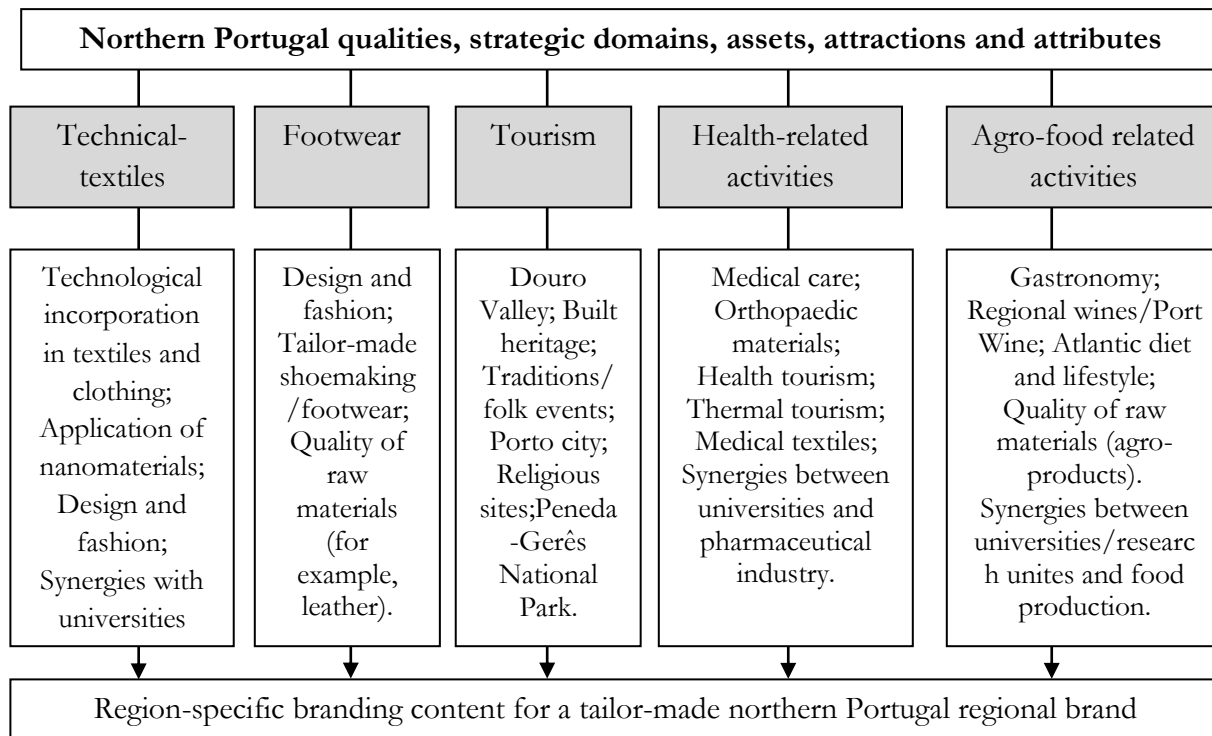 Northern Portugal qualities, strategic domains, assets, attractions and attributes
Technical-
textiles
Footwear
Tourism
Health-related
activities
Agro-food related
activities
Technological
incorporation
in textiles and
clothing;
Application of
nanomaterials;
Design and
fashion;
Synergies with
universities
Design and
fashion;
Tailor-made
shoemaking
/footwear;
Quality of
raw
materials
(for
example,
leather).
Douro
Valley; Built
heritage;
Traditions/
folk events;
Porto city;
Religious
sites;Peneda
-Gerês
National
Park.
Medical care;
Orthopaedic
materials;
Health tourism;
Thermal tourism;
Medical textiles;
Synergies between
universities and
pharmaceutical
industry.
Gastronomy;
Regional wines/Port
Wine; Atlantic diet
and lifestyle;
Quality of raw
materials (agro-
products).
Synergies between
universities/researc
h unites and food
production.
Region-specific branding content for a tailor-made northern Portugal regional brand